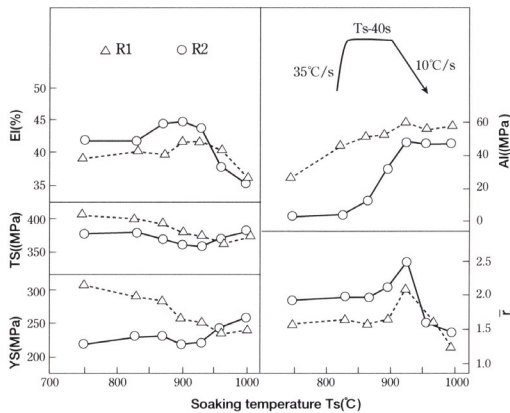 Ts-40s
35℃/s
10℃/s
R1
R2
El(%)
50
45
40
35
TS((MPa)
400
350
YS(MPa)
300
250
200
AI((MPa)
60
40
20
0
r̅
2.5
2.0
1.5
1.0
700
800
900
1000
800
900
1000
Soaking temperature Ts(℃)